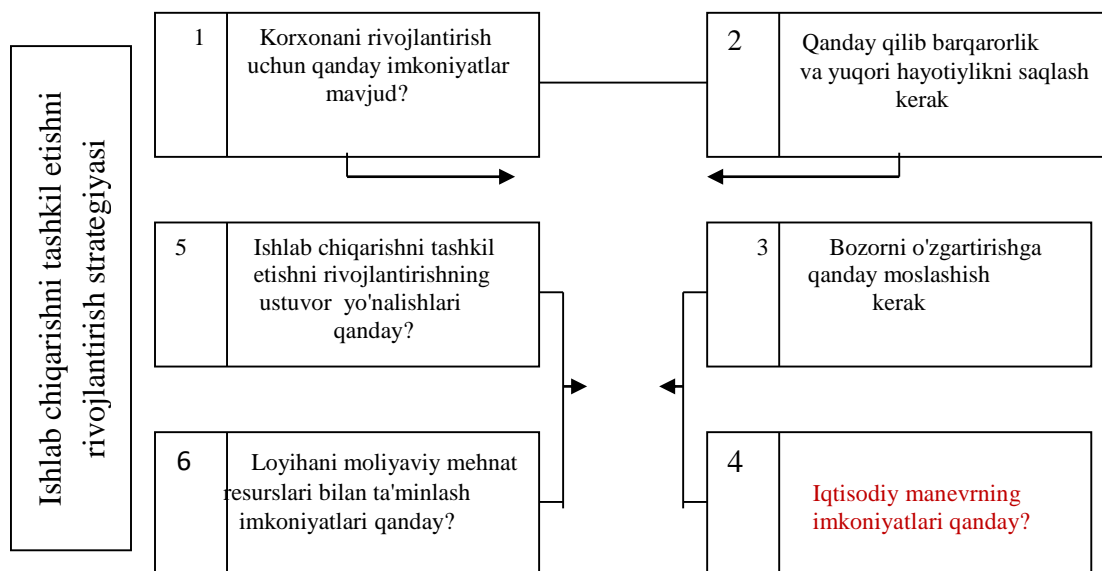 Ishlab chiqarishni tashkil etishni
rivojlantirish strategiyasi
1
Korxonani rivojlantirish
uchun qanday imkoniyatlar
mavjud?
2
Qanday qilib barqarorlik
va yuqori hayotiylikni saqlash
kerak
5
Ishlab chiqarishni tashkil
etishni rivojlantirishning
ustuvor yo'nalishlari
qanday?
3
Bozorni o'zgartirishga
qanday moslashish
kerak
6
Loyihani moliyaviy mehnat
resurslari bilan ta'minlash
imkoniyatlari qanday?
4
Iqtisodiy manevrning
imkoniyatlari qanday?